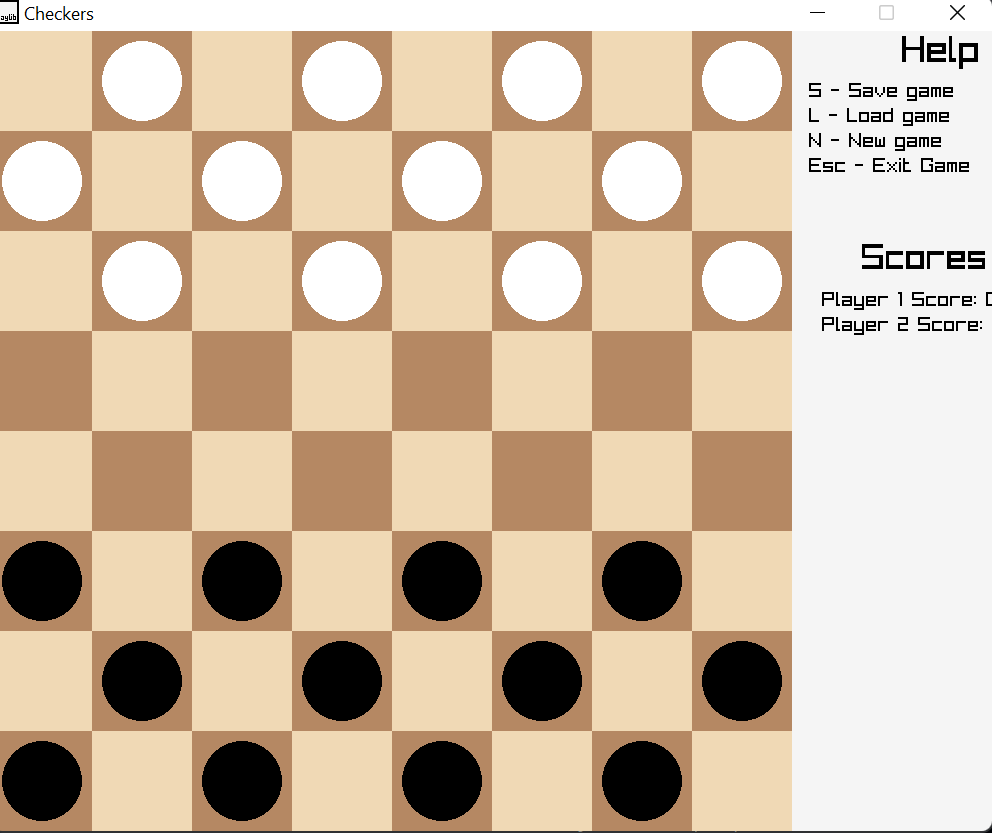 Checkers
Help
S - Save game
L - Load game
N - New game
Esc - Exit Game
Scores
Player 1 Score:
Player 2 Score: